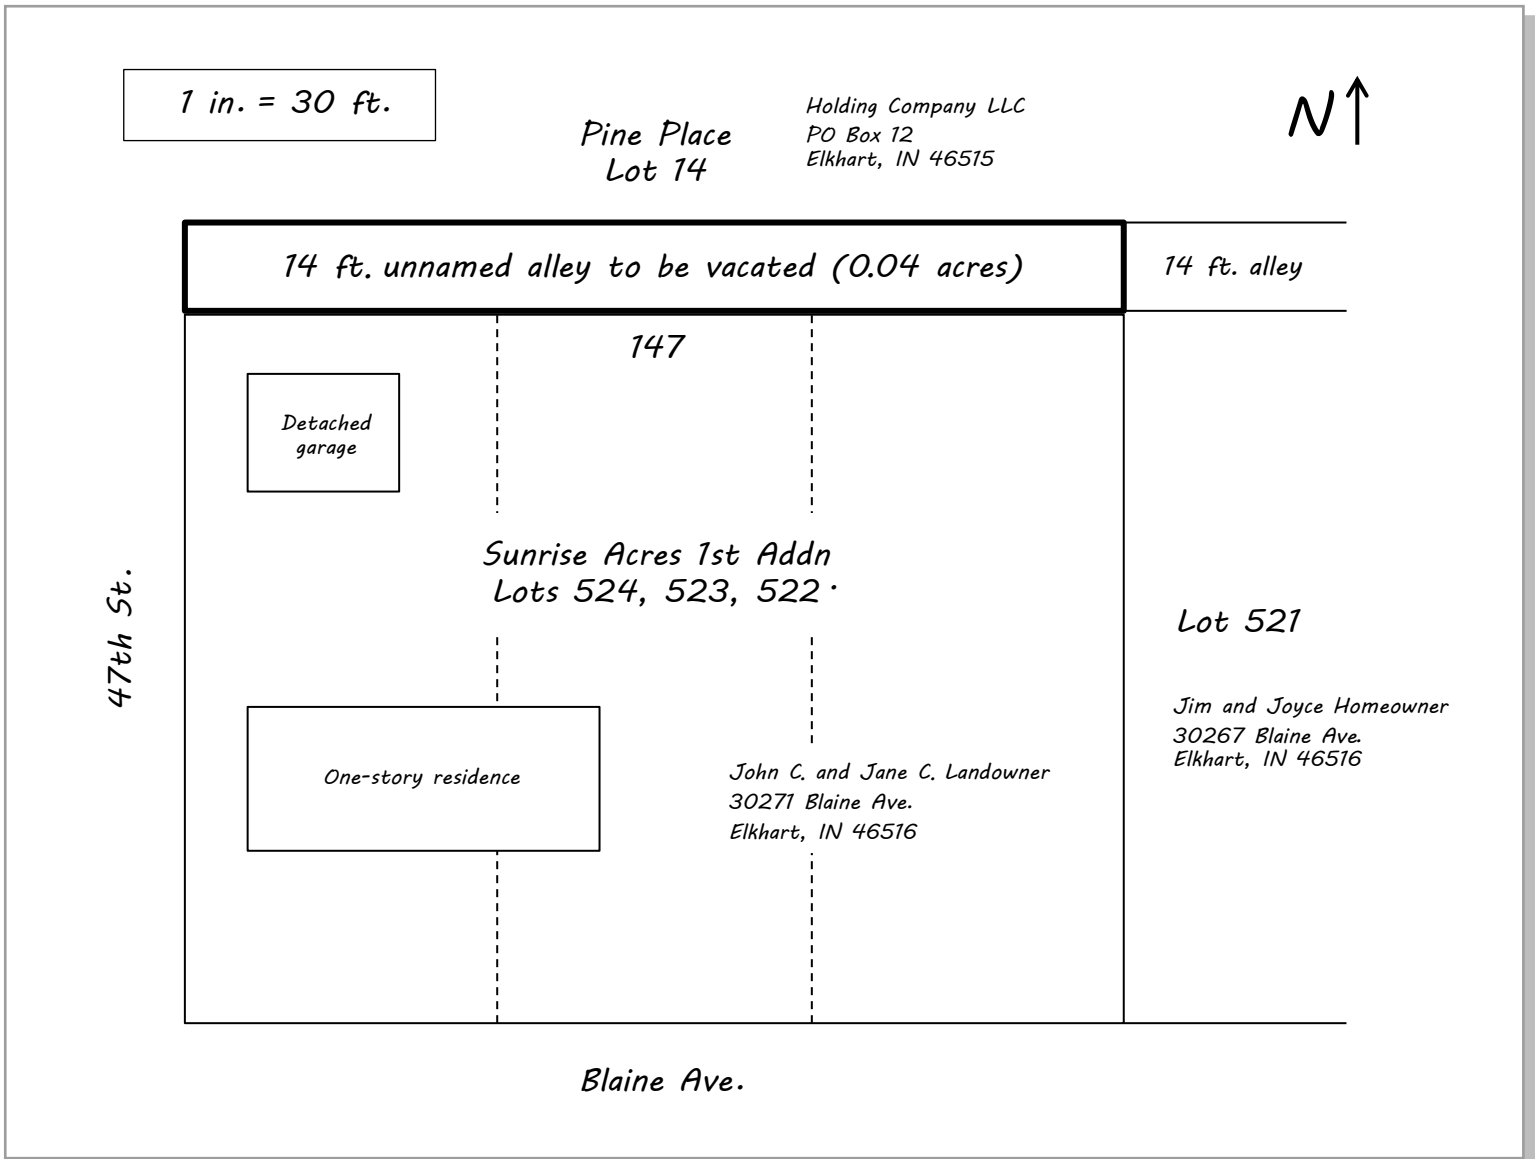 1 in. = 30 ft.
Pine Place
Lot 14
Holding Company LLC
PO Box 12
Elkhart, IN 46515
N
14 ft. unnamed alley to be vacated (0.04 acres)
14 ft. alley
147
Detached
garage
Sunrise Acres 1st Addn
Lots 524, 523, 522
47th St.
Lot 521
Jim and Joyce Homeowner
30267 Blaine Ave.
Elkhart, IN 46516
One-story residence
John C. and Jane C. Landowner
30271 Blaine Ave.
Elkhart, IN 46516
Blaine Ave.